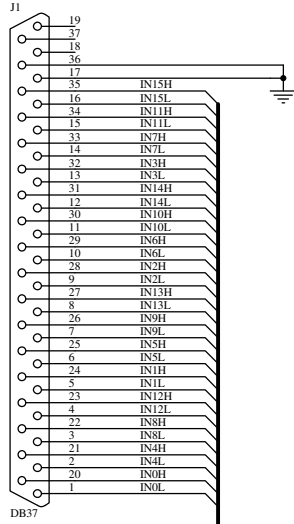 J1
19
37
18
36
17
35 IN15H
16 IN15L
34 IN11H
15 IN11L
33 IN7H
14 IN7L
32 IN3H
13 IN3L
31 IN14H
12 IN14L
30 IN10H
11 IN10L
29 IN6H
10 IN6L
28 IN2H
9 IN2L
27 IN13H
8 IN13L
26 IN9H
7 IN9L
25 IN5H
6 IN5L
24 IN1H
5 IN1L
23 IN12H
4 IN12L
22 IN8H
3 IN8L
21 IN4H
2 IN4L
20 IN0H
1 IN0L
DB37